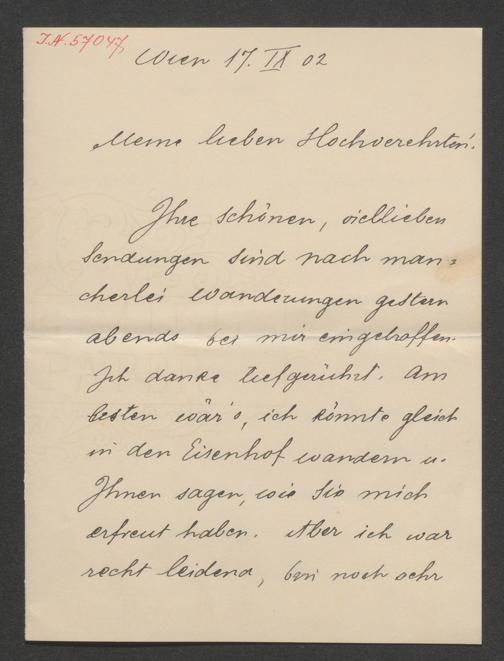 I.N. 57047
Wien 17. IX 02
Meine lieben Hochverehrten!
Ihre schönen, viellieben
Sendungen sind nach man=
cherlei Wanderungen gestern
abends bei mir eingetroffen.
Ich danke tiefgerührt. Am
besten wär's, ich könnte gleich
in den Eisenhof wandern u.
Ihnen sagen, wie Sie mich
erfreut haben. Aber ich war
recht leidend, bin noch sehr